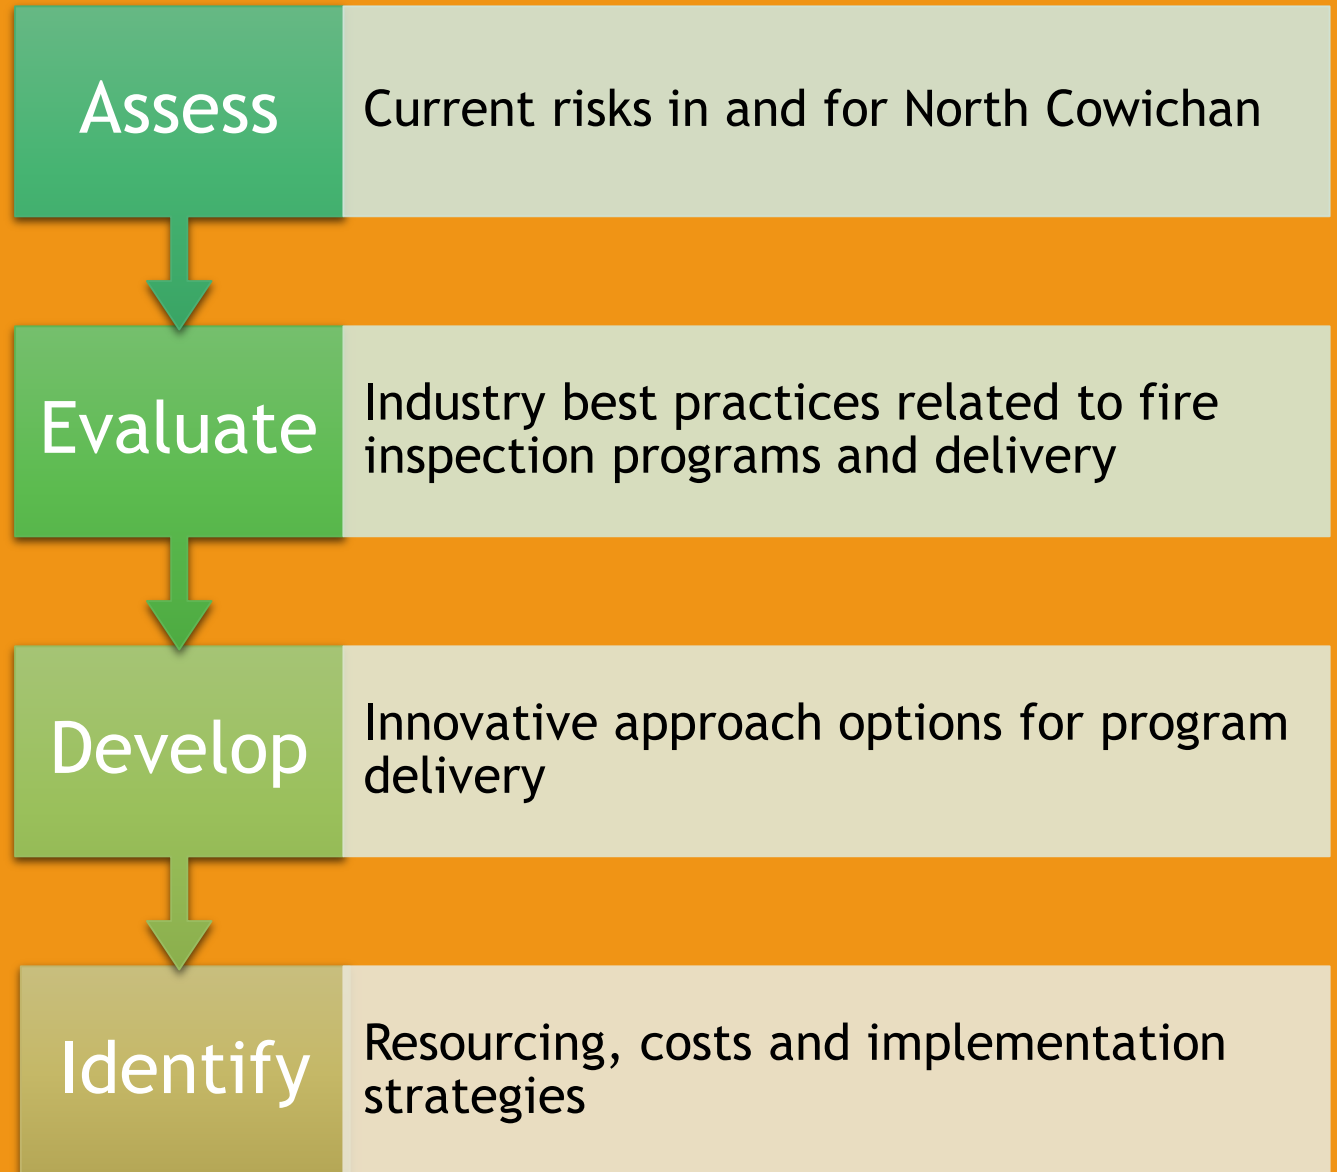 Assess
Current risks in and for North Cowichan
Evaluate
Industry best practices related to fire
inspection programs and delivery
Develop
Innovative approach options for program
delivery
Identify
Resourcing, costs and implementation
strategies